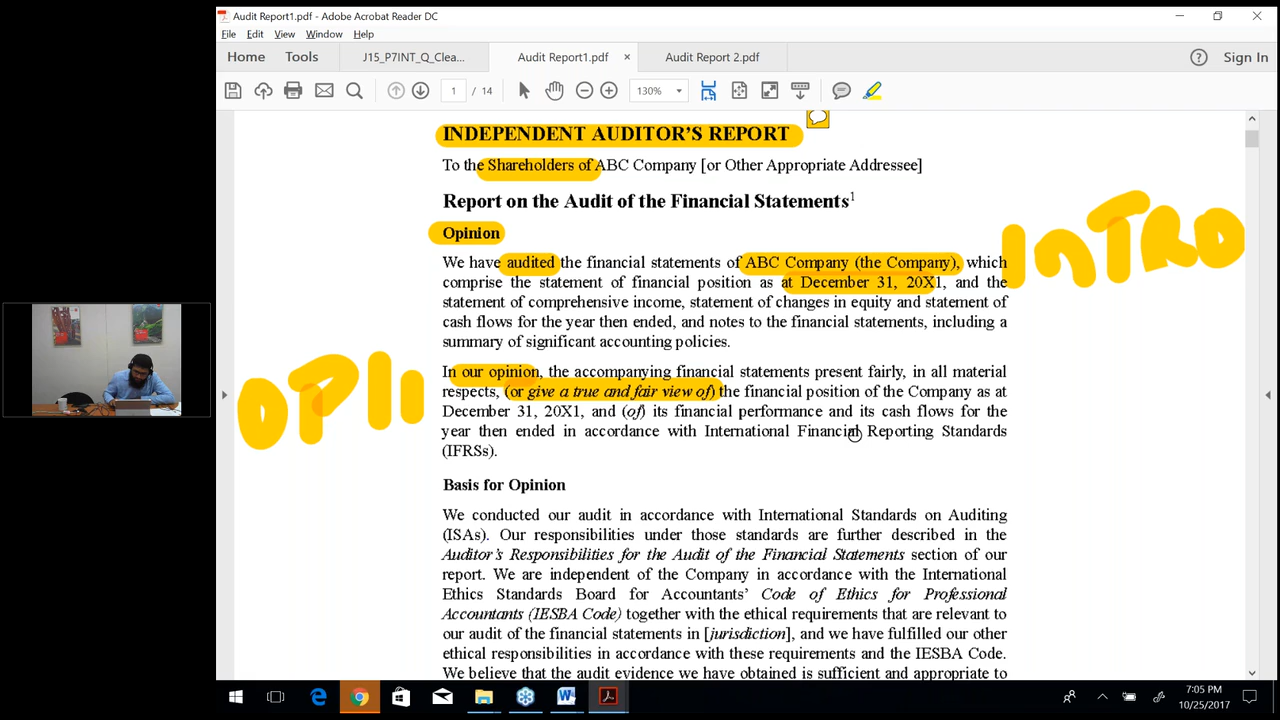 Audit Report1.pdf - Adobe Acrobat Reader DC
File Edit View Window Help
Home Tools J15_P7INT_Q_Clea... Audit Report1.pdf × Audit Report 2.pdf ? Sign In
1 / 14 130%
INDEPENDENT AUDITOR'S REPORT
To the Shareholders of ABC Company [or Other Appropriate Addressee]
Report on the Audit of the Financial Statements1
Opinion
We have audited the financial statements of ABC Company (the Company), which
comprise the statement of financial position as at December 31, 20X1, and the
statement of comprehensive income, statement of changes in equity and statement of
cash flows for the year then ended, and notes to the financial statements, including a
summary of significant accounting policies.
INTRO
In our opinion, the accompanying financial statements present fairly, in all material
respects, (or give a true and fair view of) the financial position of the Company as at
December 31, 20X1, and (of) its financial performance and its cash flows for the
year then ended in accordance with International Financial Reporting Standards
(IFRSs).
OPII
Basis for Opinion
We conducted our audit in accordance with International Standards on Auditing
(ISAs). Our responsibilities under those standards are further described in the
Auditor's Responsibilities for the Audit of the Financial Statements section of our
report. We are independent of the Company in accordance with the International
Ethics Standards Board for Accountants' Code of Ethics for Professional
Accountants (IESBA Code) together with the ethical requirements that are relevant to
our audit of the financial statements in [jurisdiction], and we have fulfilled our other
ethical responsibilities in accordance with these requirements and the IESBA Code.
We believe that the audit evidence we have obtained is sufficient and appropriate to
7:05 PM
10/25/2017